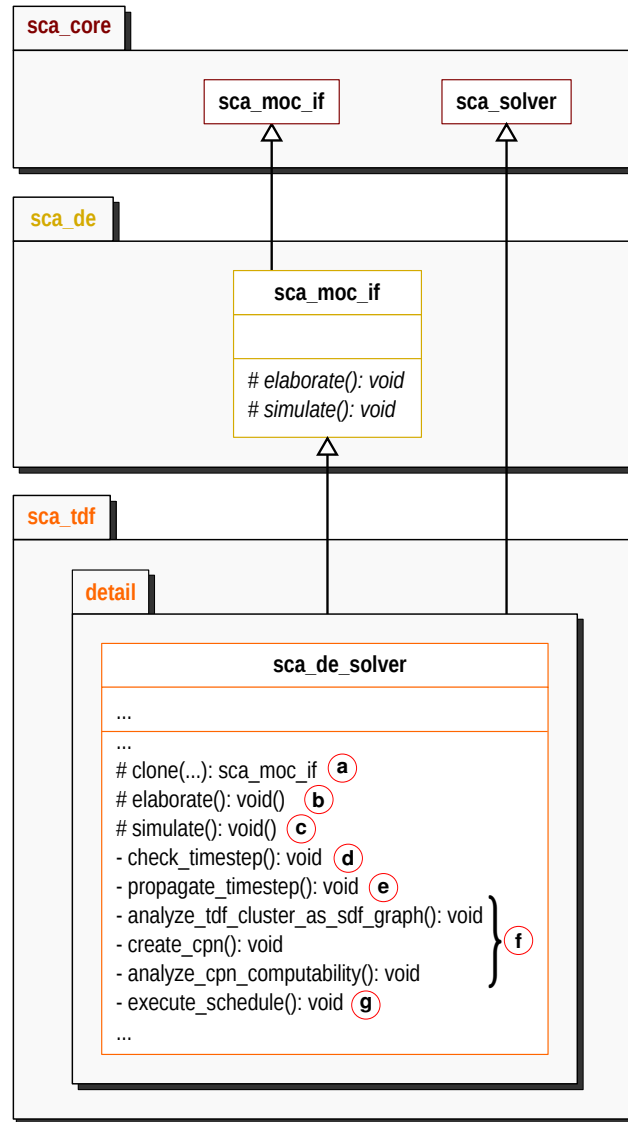 sca_core
sca_moc_if
sca_solver
sca_de
sca_moc_if
# elaborate(): void
# simulate(): void
sca_tdf
detail
sca_de_solver
...
...
# clone(...): sca_moc_if a
# elaborate(): void() b
# simulate(): void() c
- check_timestep(): void d
- propagate_timestep(): void e
- analyze_tdf_cluster_as_sdf_graph(): void
- create_cpn(): void f
- analyze_cpn_computability(): void
- execute_schedule(): void g
...